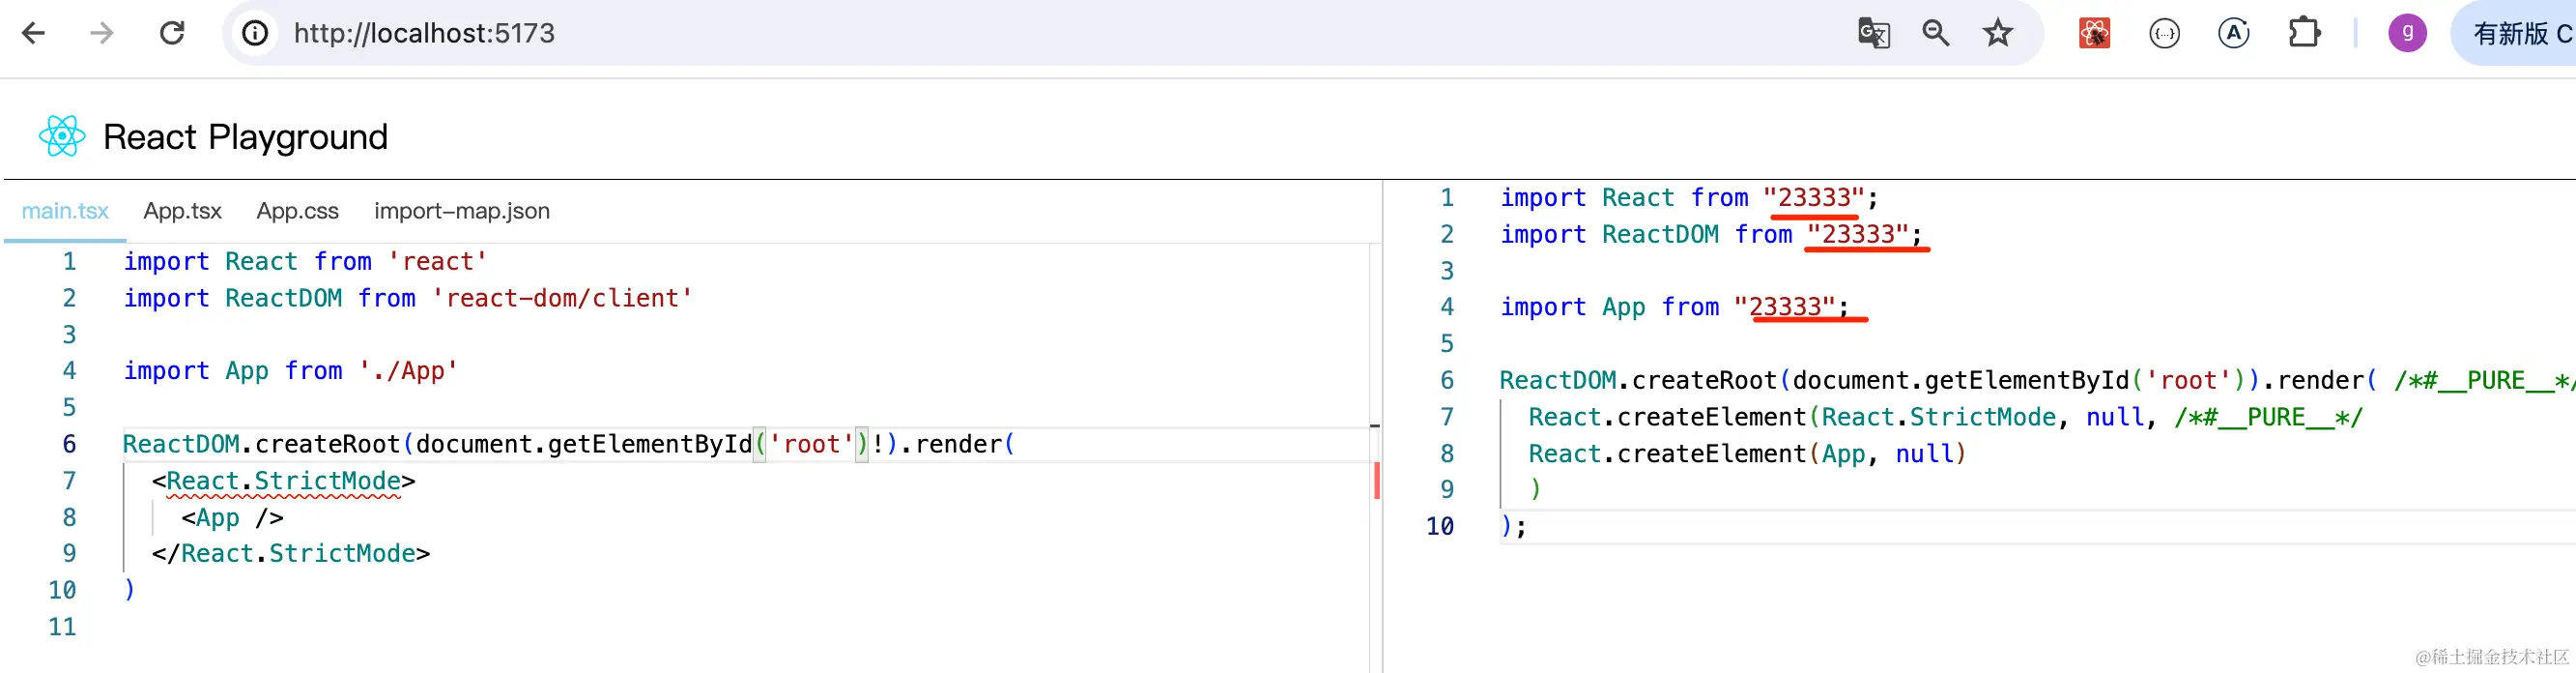 http://localhost:5173
g
有新版 C
React Playground
main.tsx App.tsx App.css import-map.json
1 import React from 'react'
2 import ReactDOM from 'react-dom/client'
3
4 import App from './App'
5
6 ReactDOM.createRoot(document.getElementById('root')!).render(
7 <React.StrictMode>
8 <App />
9 </React.StrictMode>
10 )
11
1 import React from "23333";
2 import ReactDOM from "23333";
3
4 import App from "23333";
5
6 ReactDOM.createRoot(document.getElementById('root')).render( /*#__PURE__*/
7 React.createElement(React.StrictMode, null, /*#__PURE__*/
8 React.createElement(App, null)
9 )
10 );
@稀土掘金技术社区